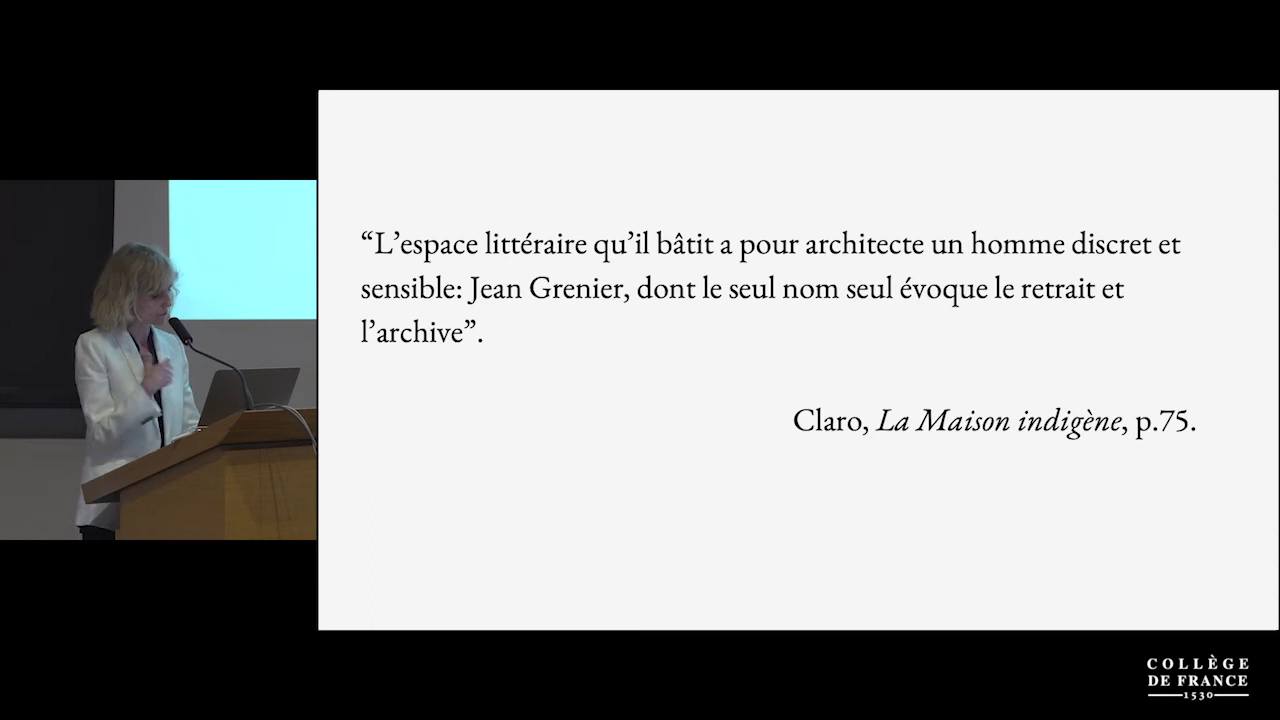 “L’espace littéraire qu’il bâtit a pour architecte un homme discret et
sensible: Jean Grenier, dont le seul nom seul évoque le retrait et
l’archive”.
Claro, La Maison indigène, p.75.
COLLÈGE
DE FRANCE
1530